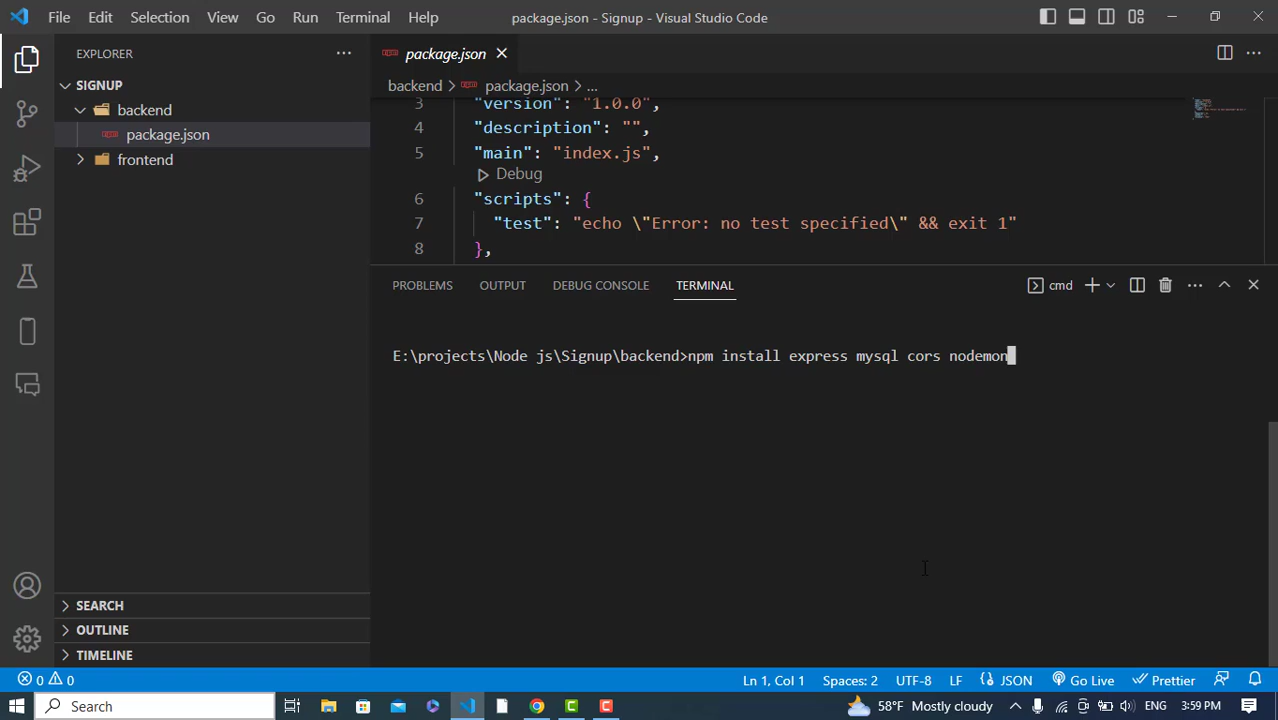 File Edit Selection View Go Run Terminal Help package.json - Signup - Visual Studio Code
EXPLORER
SIGNUP
backend
package.json
frontend
SEARCH
OUTLINE
TIMELINE
package.json
backend > package.json > ...
3 "version": "1.0.0",
4 "description": "",
5 "main": "index.js",
Debug
6 "scripts": {
7 "test": "echo \"Error: no test specified\" && exit 1"
8 },
PROBLEMS OUTPUT DEBUG CONSOLE TERMINAL cmd
E:\projects\Node js\Signup\backend>npm install express mysql cors nodemon
0 0 Ln 1, Col 1 Spaces: 2 UTF-8 LF {} JSON Go Live Prettier
Search 58°F Mostly cloudy ENG 3:59 PM